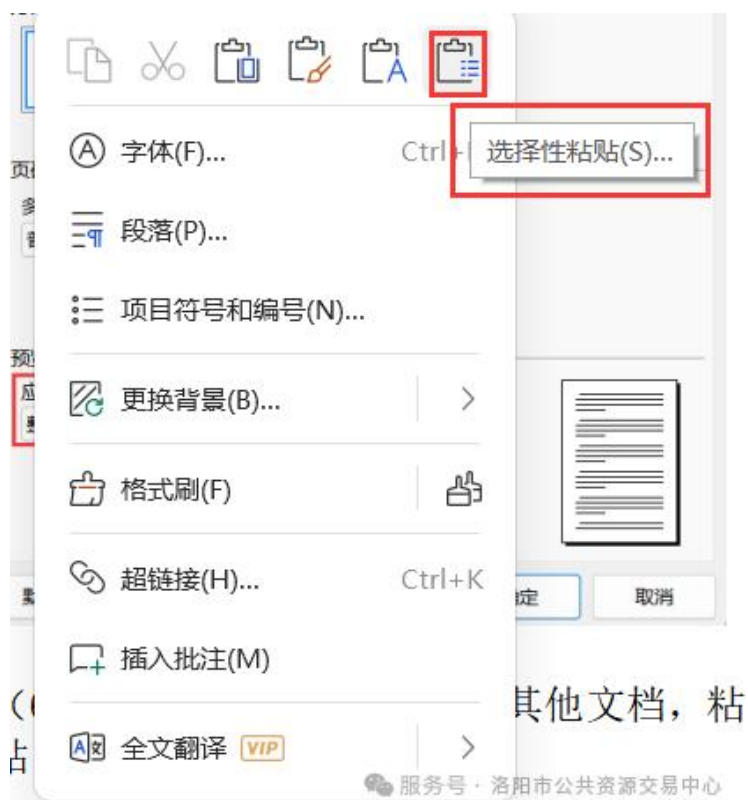 字体(F)...
Ctrl+
选择性粘贴(S)...
段落(P)...
项目符号和编号(N)...
更换背景(B)...
格式刷(F)
超链接(H)...
Ctrl+K
取消
插入批注(M)
其他文档，粘
全文翻译 VIP
服务号 · 洛阳市公共资源交易中心